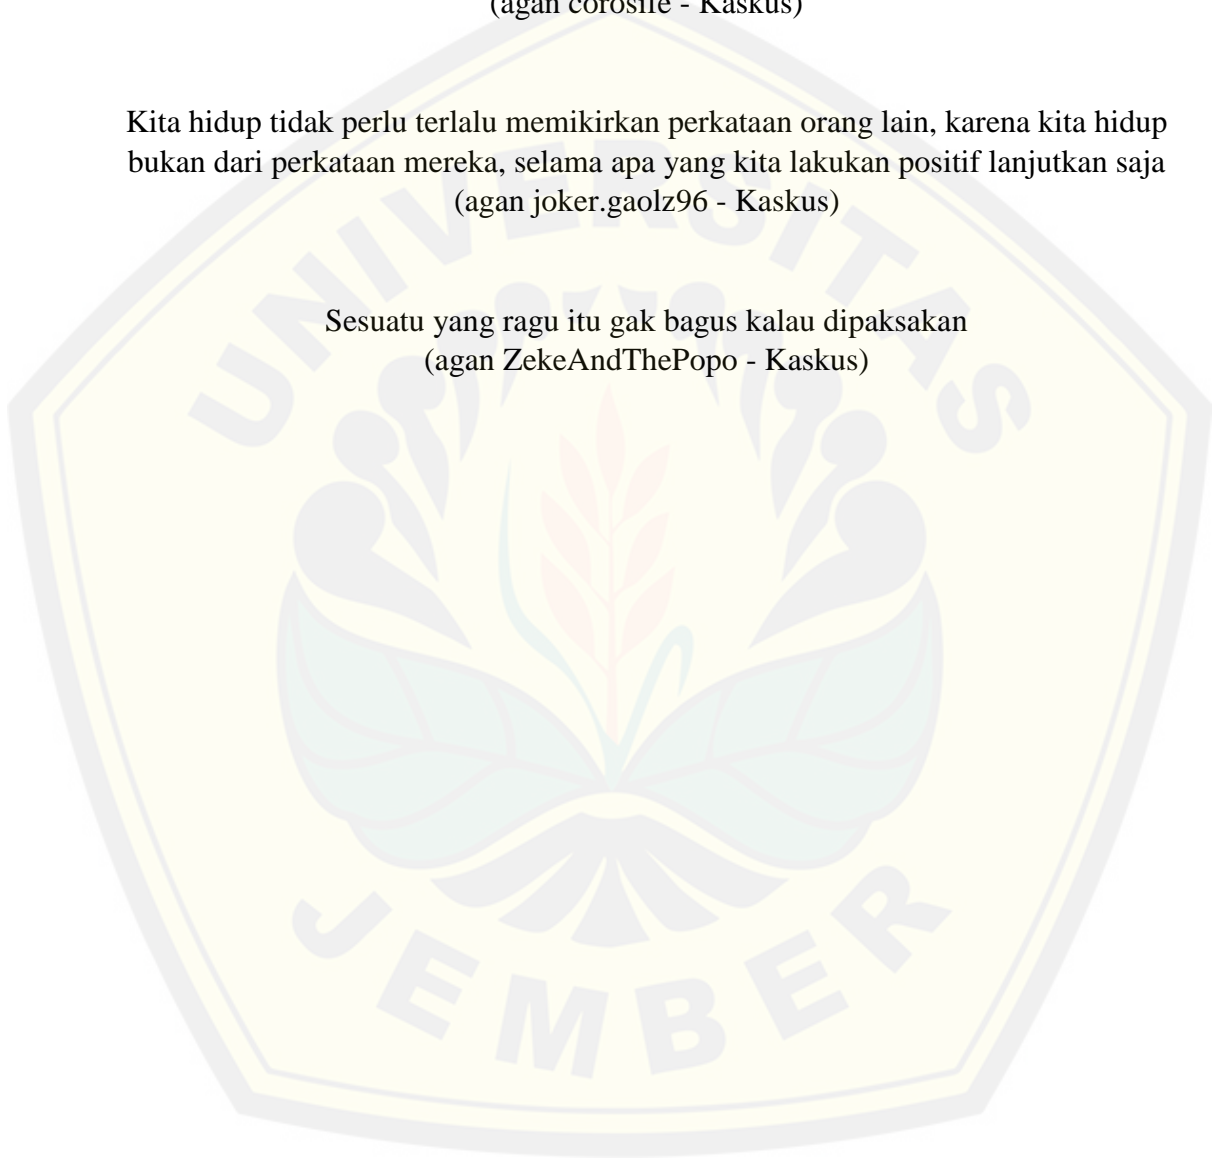 (agan corosife - Kaskus)
Kita hidup tidak perlu terlalu memikirkan perkataan orang lain, karena kita hidup
bukan dari perkataan mereka, selama apa yang kita lakukan positif lanjutkan saja
(agan joker.gaolz96 - Kaskus)
Sesuatu yang ragu itu gak bagus kalau dipaksakan
(agan ZekeAndThePopo - Kaskus)
UNIVERSITAS
JEMBER